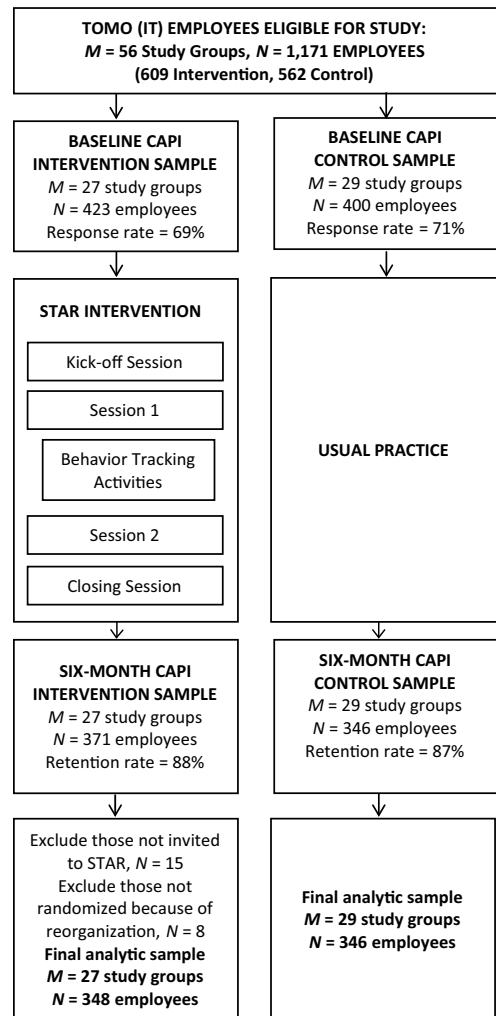 TOMO (IT) EMPLOYEES ELIGIBLE FOR STUDY:
M = 56 Study Groups, N = 1,171 EMPLOYEES
(609 Intervention, 562 Control)
BASELINE CAPI
INTERVENTION SAMPLE
M = 27 study groups
N = 423 employees
Response rate = 69%
BASELINE CAPI
CONTROL SAMPLE
M = 29 study groups
N = 400 employees
Response rate = 71%
STAR INTERVENTION
Kick-off Session
Session 1
Behavior Tracking
Activities
Session 2
Closing Session
USUAL PRACTICE
SIX-MONTH CAPI
INTERVENTION SAMPLE
M = 27 study groups
N = 371 employees
Retention rate = 88%
SIX-MONTH CAPI
CONTROL SAMPLE
M = 29 study groups
N = 346 employees
Retention rate = 87%
Exclude those not invited
to STAR, N = 15
Exclude those not
randomized because of
reorganization, N = 8
Final analytic sample
M = 27 study groups
N = 348 employees
Final analytic sample
M = 29 study groups
N = 346 employees